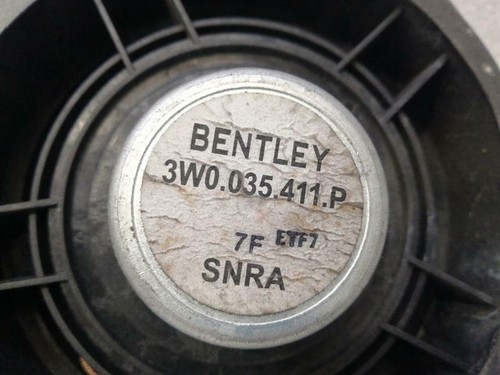 BENTLEY
3W0.035.411.P
7F ETF7
SNRA